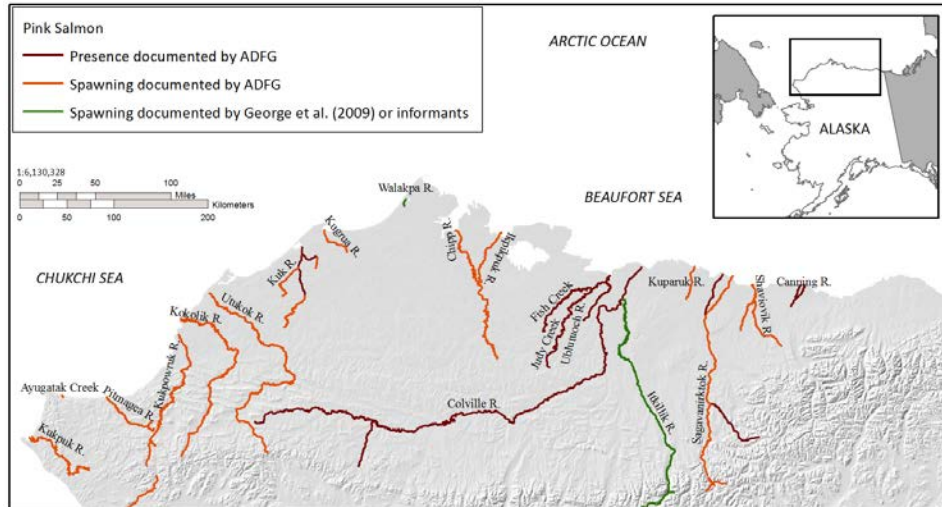 Pink Salmon
Presence documented by ADFG
Spawning documented by ADFG
Spawning documented by George et al. (2009) or informants
ARCTIC OCEAN
ALASKA
1:6,130,328
0 25 50 100
Miles
Kilometers
0 50 100 200
Walakpa R.
BEAUFORT SEA
CHUKCHI SEA
Kugrua R.
Kuk R.
Chipp R.
Ikpikpuk R.
Kuparuk R.
Shaviovik R.
Canning R.
Utukok R.
Kokolik R.
Fish Creek
Judy Creek
Ublutuoch R.
Kukpowruk R.
Ayugatak Creek
Pitmagea R.
Kukpuk R.
Colville R.
Itkillik R.
Sagavanirktok R.